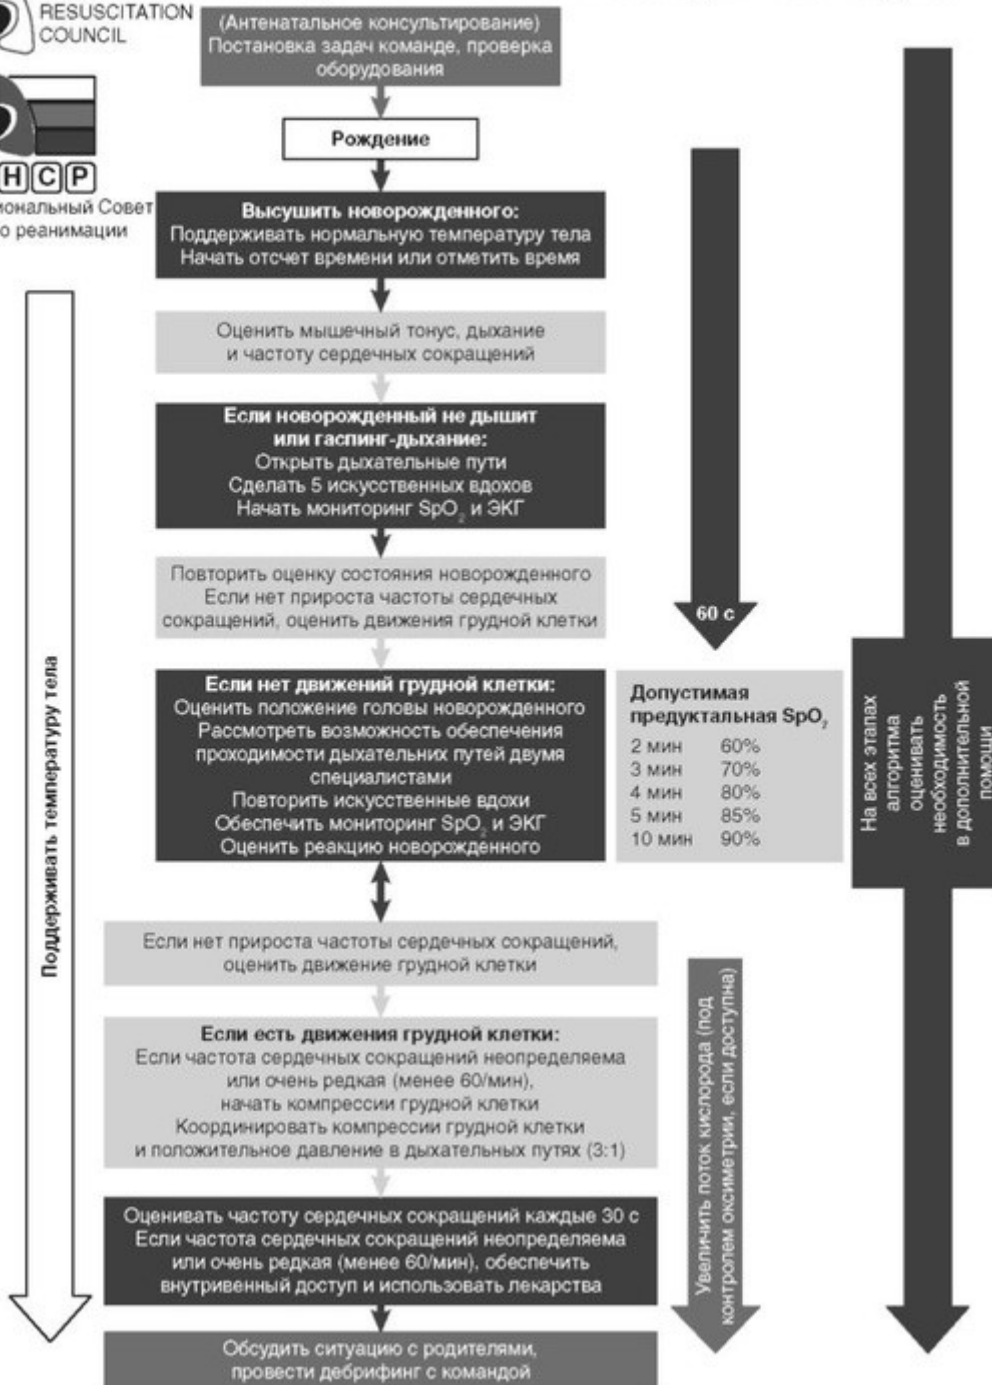 RESUSCITATION
COUNCIL
НСР
Совет
о реанимации
(Антенатальное консультирование)
Постановка задач команде, проверка
оборудования
Рождение
Высушить новорожденного:
Поддерживать нормальную температуру тела
Начать отсчет времени или отметить время
Оценить мышечный тонус, дыхание
и частоту сердечных сокращений
Если новорожденный не дышит
или гаспинг-дыхание:
Открыть дыхательные пути
Сделать 5 искусственных вдохов
Начать мониторинг SpO₂ и ЭКГ
Повторить оценку состояния новорожденного
Если нет прироста частоты сердечных
сокращений, оценить движения грудной клетки
60 с
Если нет движений грудной клетки:
Оценить положение головы новорожденного
Рассмотреть возможность обеспечения
проходимости дыхательних путей двумя
специалистами
Повторить искусственные вдохи
Обеспечить мониторинг SpO₂ и ЭКГ
Оценить реакцию новорожденного
Допустимая
предуктальная SpO₂
2 мин 60%
3 мин 70%
4 мин 80%
5 мин 85%
10 мин 90%
На всех этапах
алгоритма
оценивать
необходимость
в дополнительной
помощи
Поддерживать температуру тела
Если нет прироста частоты сердечных сокращений,
оценить движение грудной клетки
Если есть движения грудной клетки:
Если частота сердечных сокращений неопределяема
или очень редкая (менее 60/мин),
начать компрессии грудной клетки
Координировать компрессии грудной клетки
и положительное давление в дыхательных путях (3:1)
Увеличить поток кислорода (под
контролем оксиметрии, если доступна)
Оценивать частоту сердечных сокращений каждые 30 с
Если частота сердечных сокращений неопределяема
или очень редкая (менее 60/мин), обеспечить
внутривенный доступ и использовать лекарства
Обсудить ситуацию с родителями,
провести дебрифинг с командой